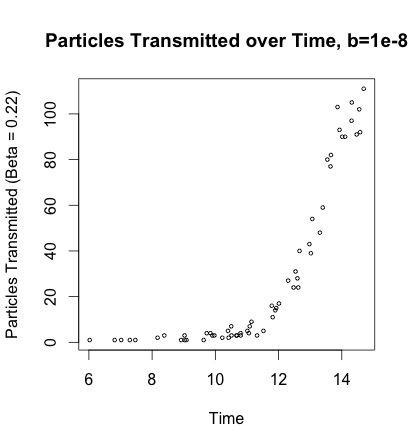 Particles Transmitted over Time, b=1e-8
Particles Transmitted (Beta = 0.22)
100
80
60
40
20
0
6 8 10 12 14
Time